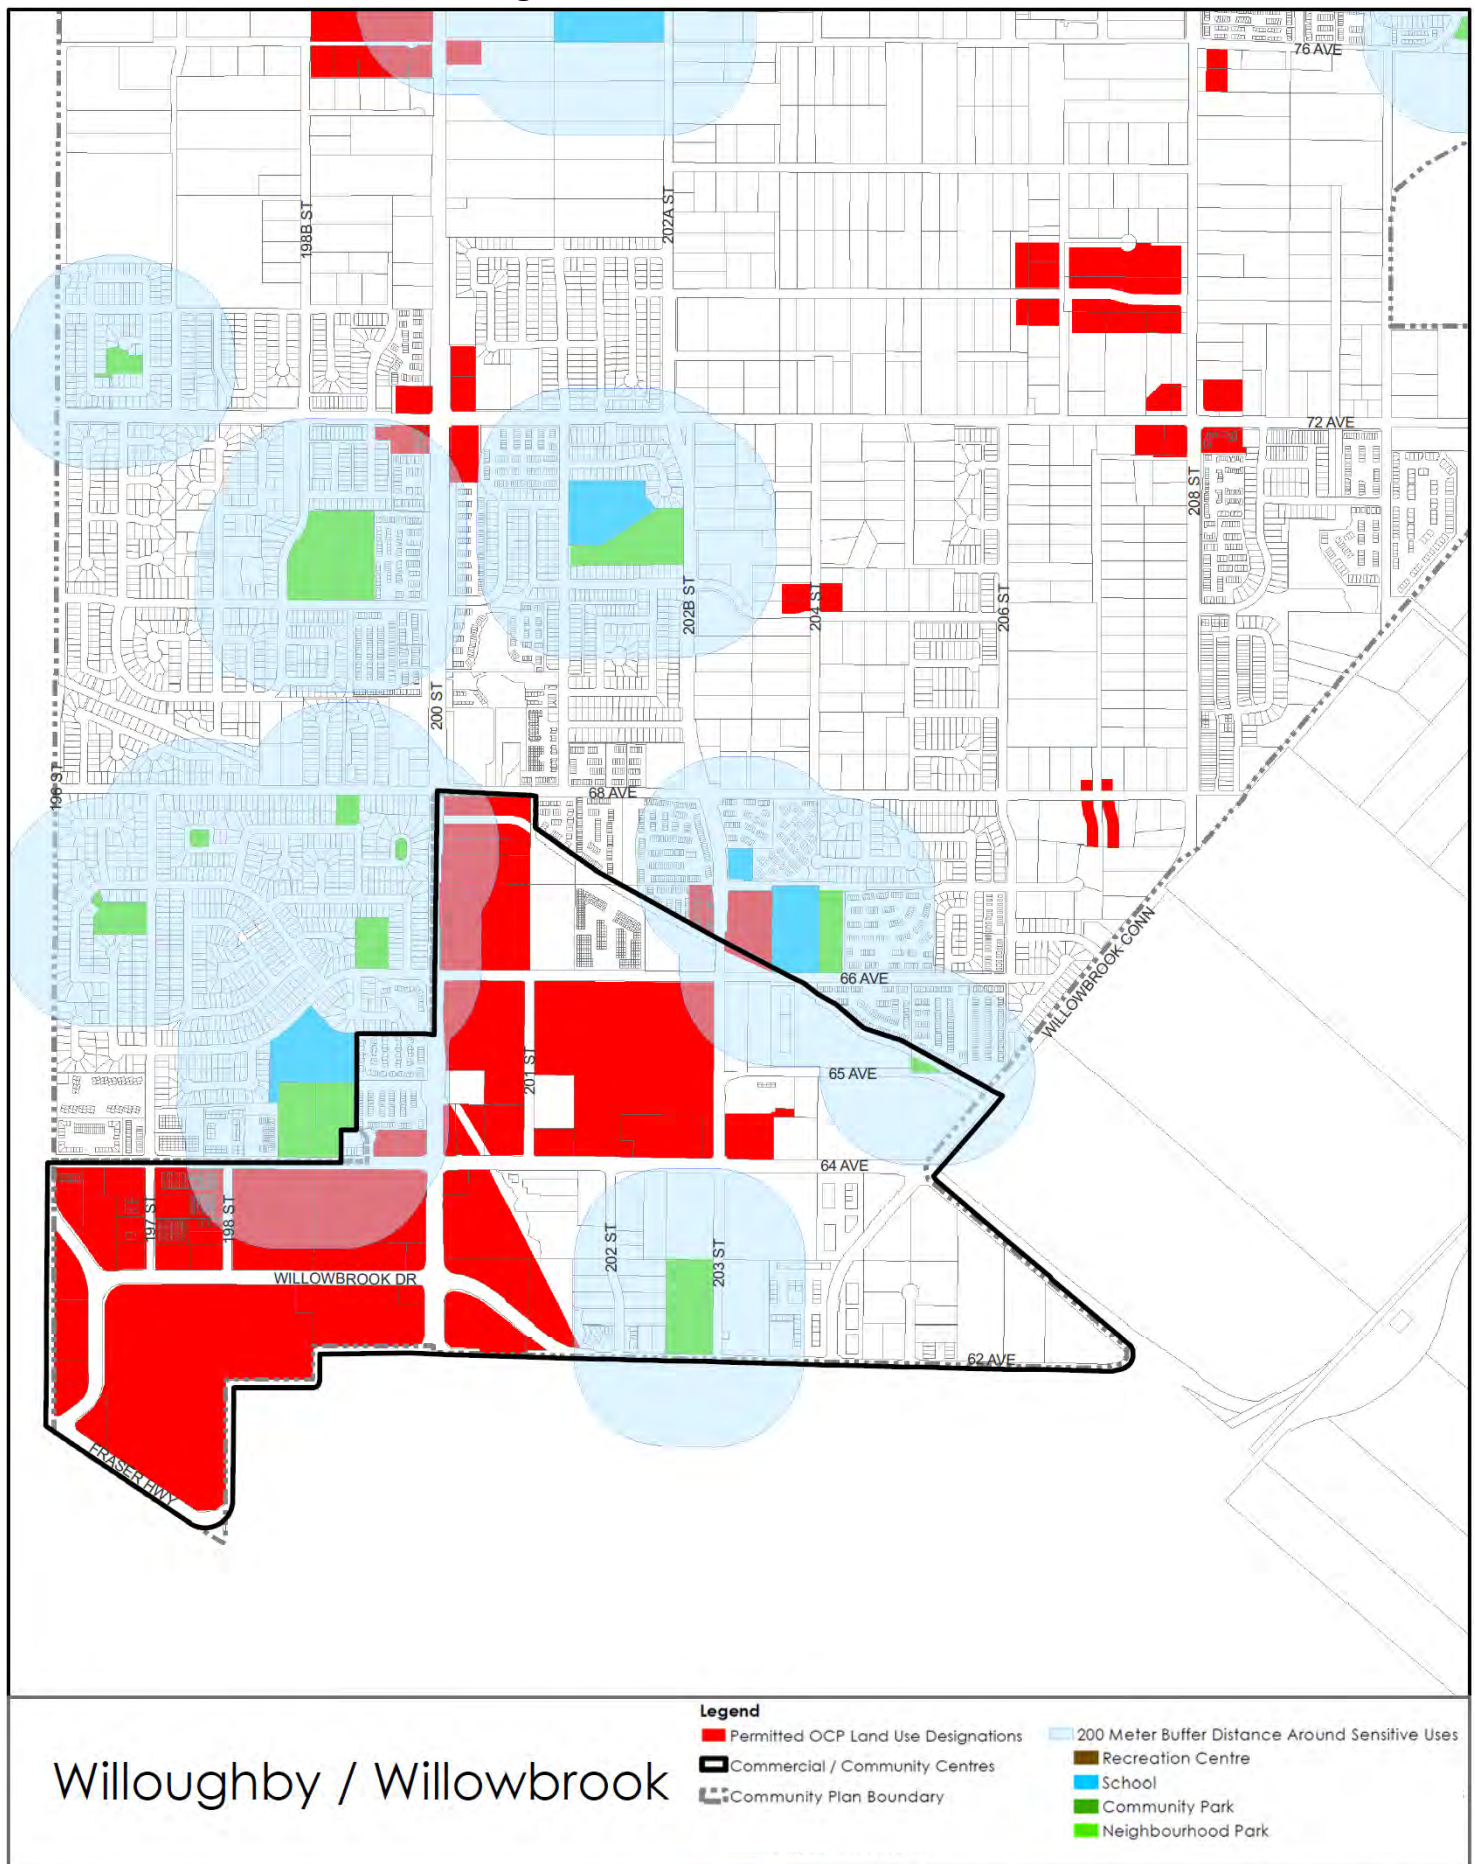 76 AVE
202A ST
198B ST
72 AVE
208 ST
204 ST
206 ST
202B ST
200 ST
196 ST
68 AVE
WILLOWBROOK CONN
66 AVE
201 ST
65 AVE
64 AVE
197 ST
198 ST
202 ST
203 ST
WILLOWBROOK DR
62 AVE
FRASER HWY
Willoughby / Willowbrook
Legend
Permitted OCP Land Use Designations
Commercial / Community Centres
Community Plan Boundary
200 Meter Buffer Distance Around Sensitive Uses
Recreation Centre
School
Community Park
Neighbourhood Park